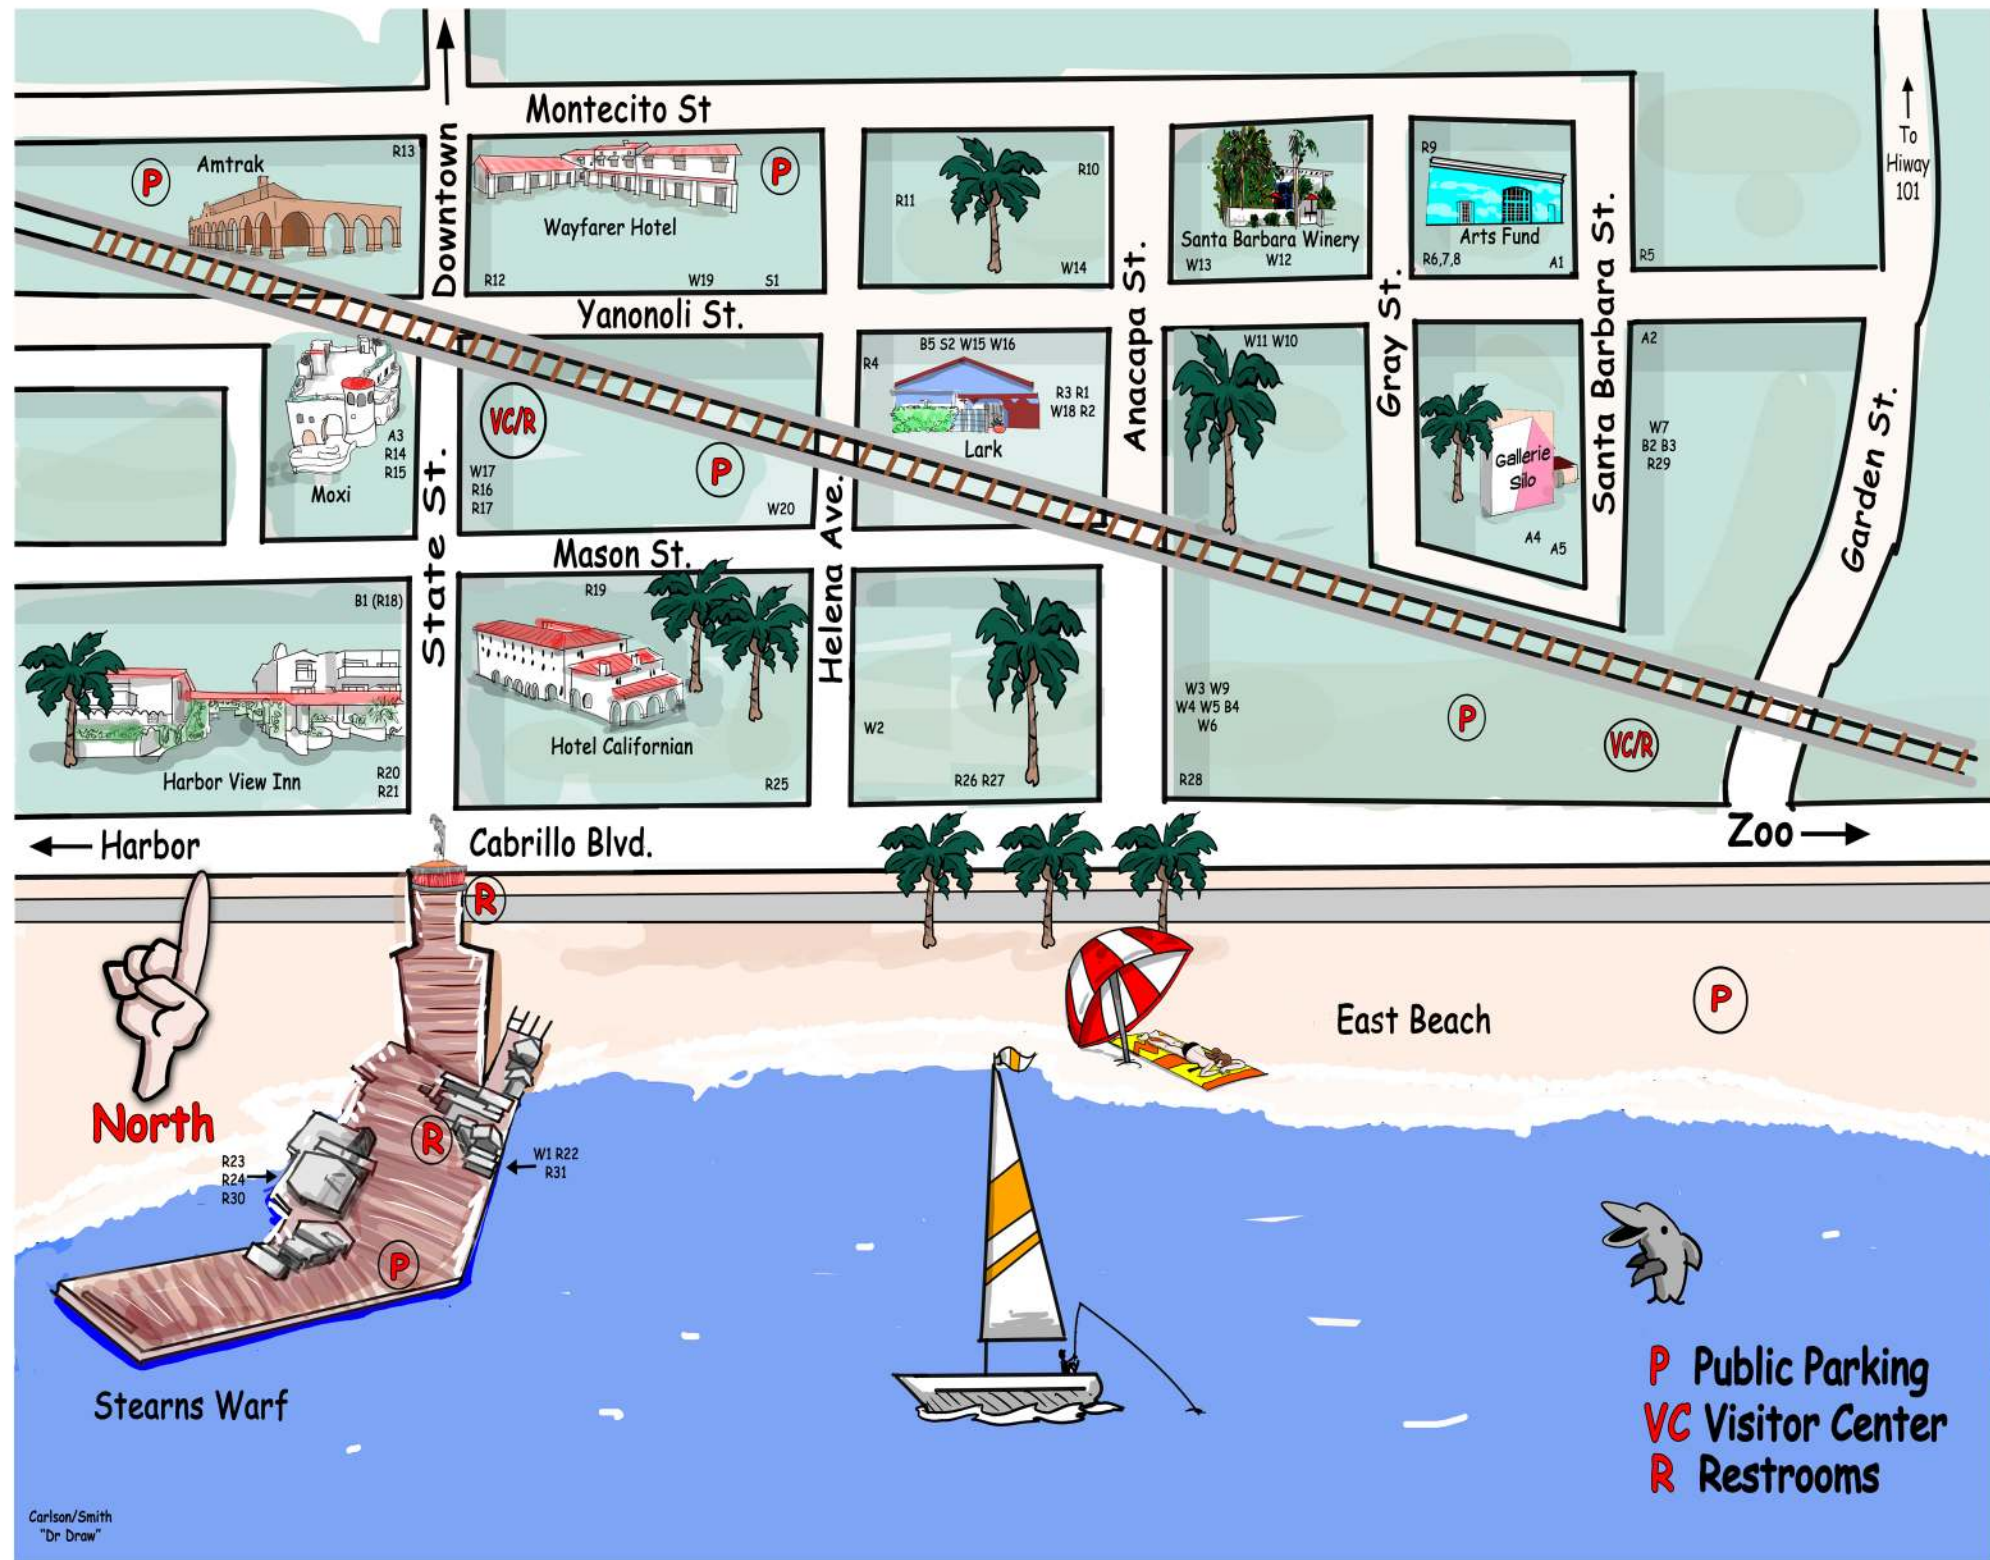 Montecito St
Downtown
To
Hiway
101
P
Amtrak
R13
Wayfarer Hotel
P
R12
W19
S1
R11
R10
W14
Anacapa St.
Santa Barbara Winery
W13
W12
R9
Arts Fund
R6,7,8
A1
Santa Barbara St.
R5
Yanonoli St.
Gray St.
Moxi
A3
R14
R15
State St.
VC/R
P
W17
R16
R17
W20
Helena Ave.
B5 S2 W15 W16
R4
R3 R1
W18 R2
Lark
W11 W10
Gallerie
Silo
A4
A5
A2
W7
B2 B3
R29
Garden St.
Mason St.
B1 (R18)
Harbor View Inn
R20
R21
R19
Hotel Californian
R25
W2
R26 R27
W3 W9
W4 W5 B4
W6
R28
P
VC/R
Harbor
Cabrillo Blvd.
Zoo
R
North
East Beach
P
R
R23
R24
R30
W1 R22
R31
P
Stearns Warf
P Public Parking
VC Visitor Center
R Restrooms
Carlson/Smith
"Dr Draw"